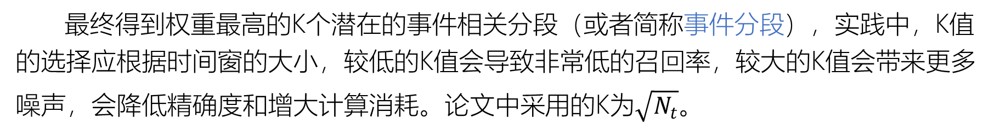 最终得到权重最高的K个潜在的事件相关分段（或者简称事件分段），实践中，K值
的选择应根据时间窗的大小，较低的K值会导致非常低的召回率，较大的K值会带来更多
噪声，会降低精确度和增大计算消耗。论文中采用的K为√N_t。